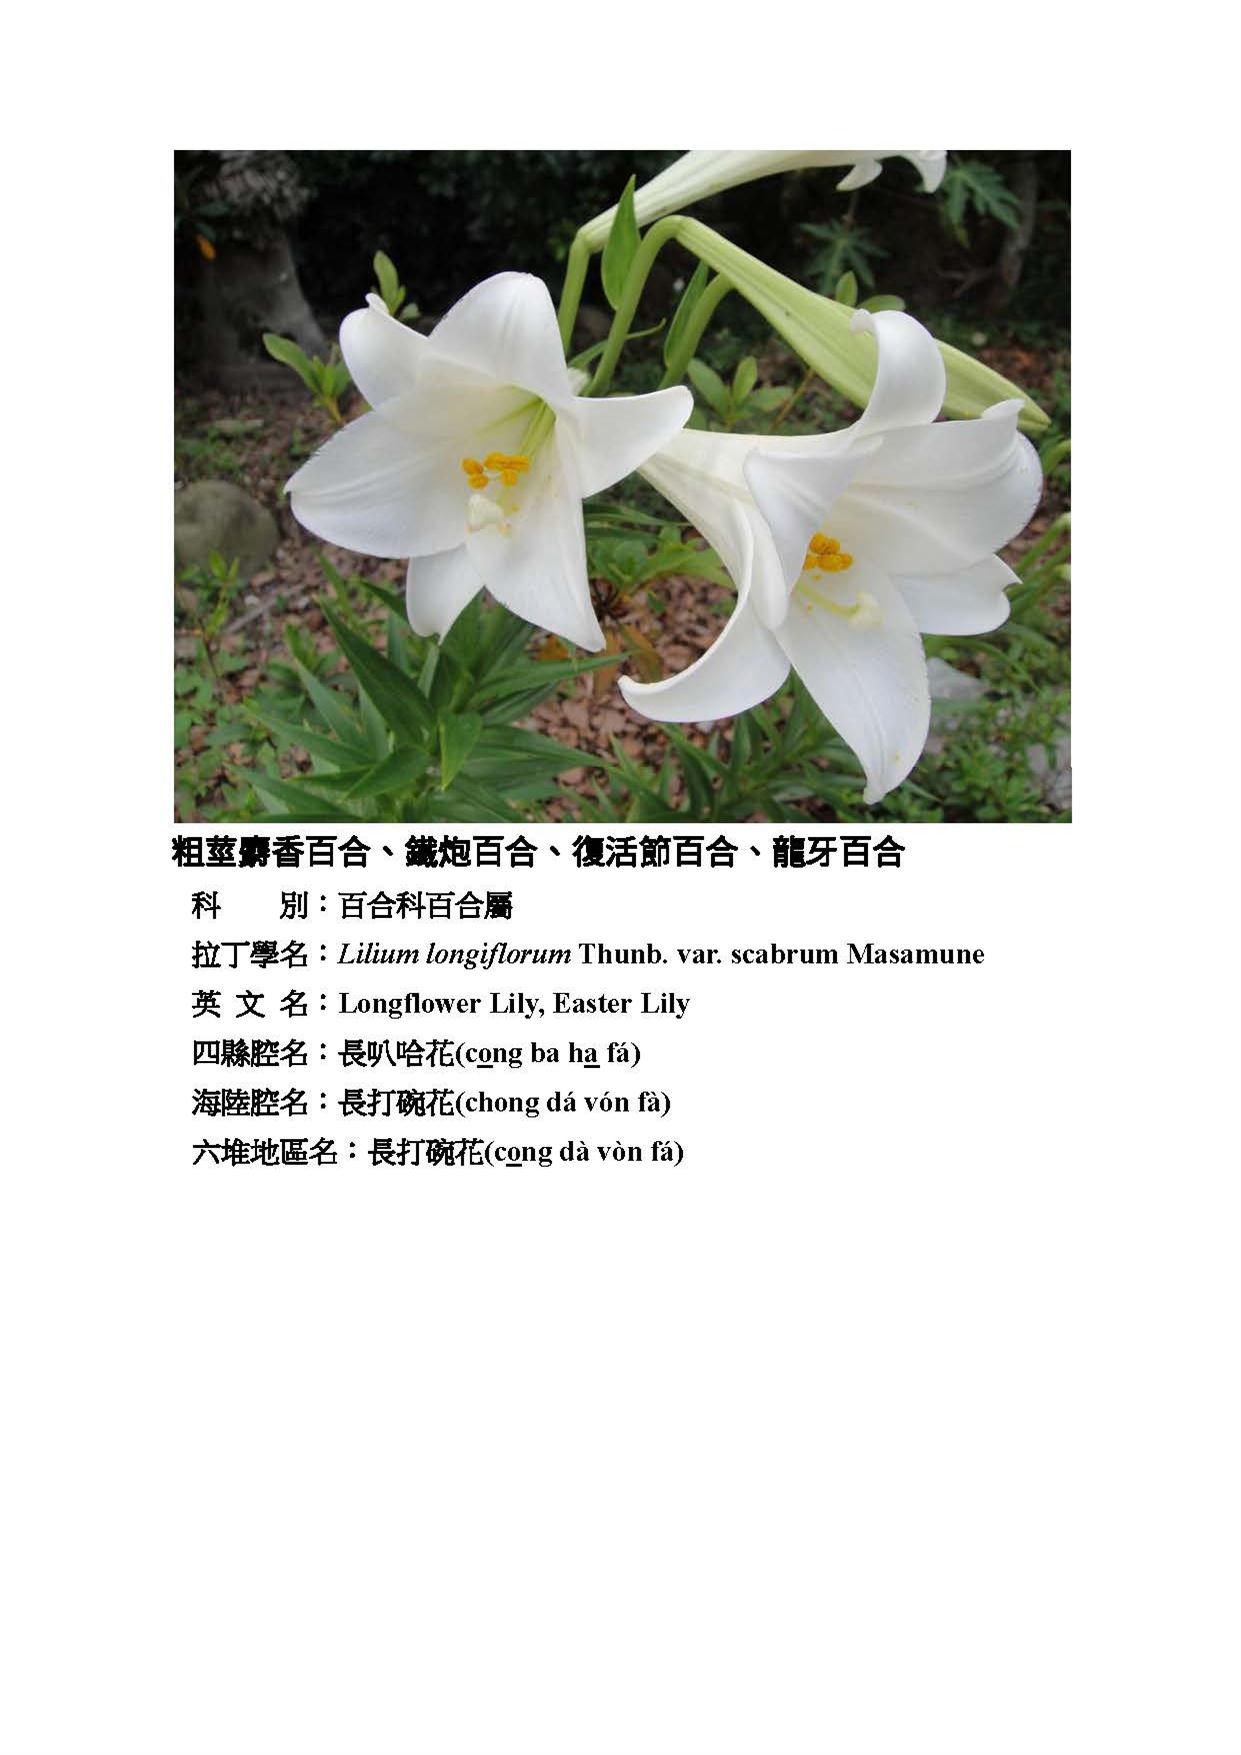 粗莖麝香百合、鐵炮百合、復活節百合、龍牙百合
科　　別：百合科百合屬
拉丁學名：Lilium longiflorum Thunb. var. scabrum Masamune
英 文 名：Longflower Lily, Easter Lily
四縣腔名：長叭哈花(cong ba ha fá)
海陸腔名：長打碗花(chong dá vón fà)
六堆地區名：長打碗花(cong dà vòn fá)